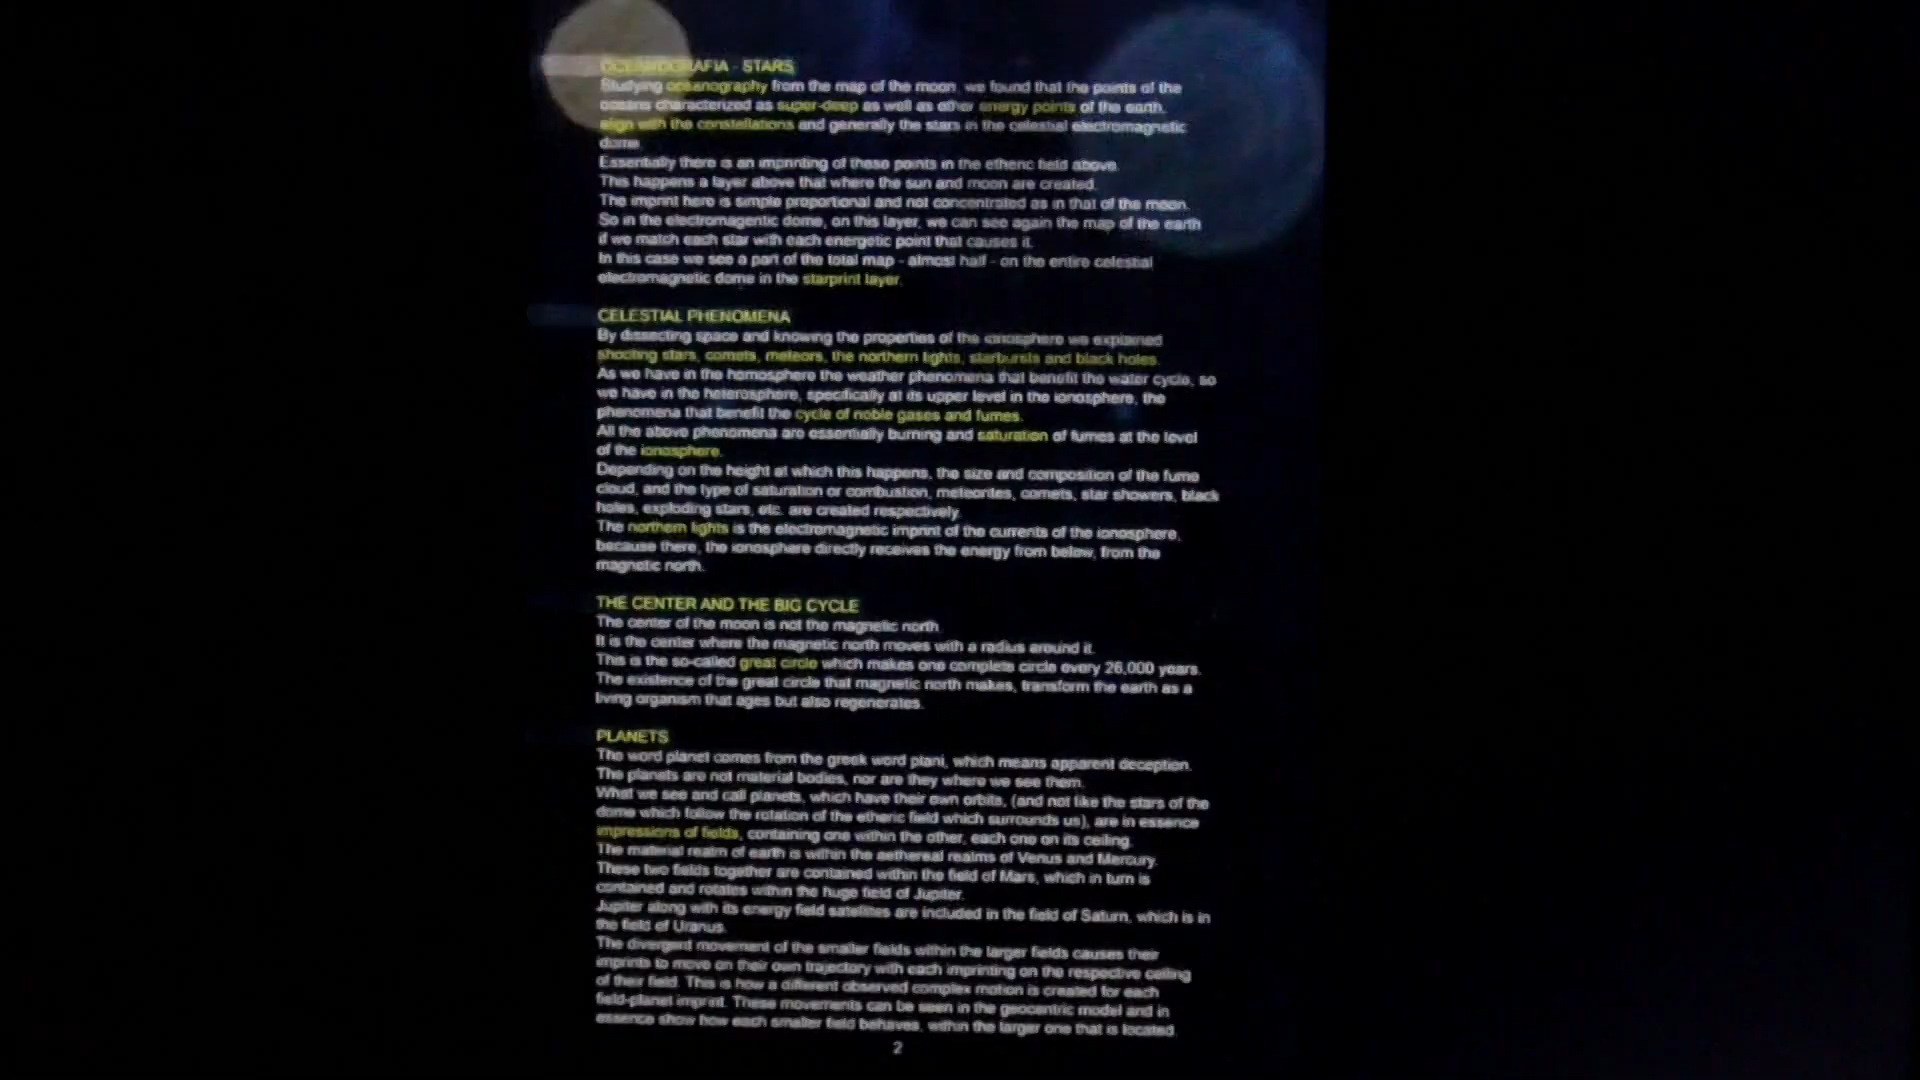 OCEANOGRAFIA - STARS
Studying oceanography from the map of the moon, we found that the points of the
oceans characterized as super-deep as well as other energy points of the earth,
align with the constellations and generally the stars in the celestial electromagnetic
dome.
Essentially there is an imprinting of these points in the etheric field above.
This happens a layer above that where the sun and moon are created.
The imprint here is simple proportional and not concentrated as in that of the moon.
So in the electromagentic dome, on this layer, we can see again the map of the earth
if we match each star with each energetic point that causes it.
In this case we see a part of the total map - almost half - on the entire celestial
electromagnetic dome in the starprint layer.
CELESTIAL PHENOMENA
By dissecting space and knowing the properties of the ionosphere we explained
shooting stars, comets, meteors, the northern lights, starbursts and black holes.
As we have in the homosphere the weather phenomena that benefit the water cycle, so
we have in the heterosphere, specifically at its upper level in the ionosphere, the
phenomena that benefit the cycle of noble gases and fumes.
All the above phenomena are essentially burning and saturation of fumes at the level
of the ionosphere.
Depending on the height at which this happens, the size and composition of the fume
cloud, and the type of saturation or combustion, meteorites, comets, star showers, black
holes, exploding stars, etc. are created respectively.
The northern lights is the electromagnetic imprint of the currents of the ionosphere,
because there, the ionosphere directly receives the energy from below, from the
magnetic north.
THE CENTER AND THE BIG CYCLE
The center of the moon is not the magnetic north.
It is the center where the magnetic north moves with a radius around it.
This is the so-called great circle which makes one complete circle every 26,000 years.
The existence of the great circle that magnetic north makes, transform the earth as a
living organism that ages but also regenerates.
PLANETS
The word planet comes from the greek word plani, which means apparent deception.
The planets are not material bodies, nor are they where we see them.
What we see and call planets, which have their own orbits, (and not like the stars of the
dome which follow the rotation of the etheric field which surrounds us), are in essence
impressions of fields, containing one within the other, each one on its ceiling.
The material realm of earth is within the aethereal realms of Venus and Mercury.
These two fields together are contained within the field of Mars, which in turn is
contained and rotates within the huge field of Jupiter.
Jupiter along with its energy field satellites are included in the field of Saturn, which is in
the field of Uranus.
The divergent movement of the smaller fields within the larger fields causes their
imprints to move on their own trajectory with each imprinting on the respective ceiling
of their field. This is how a different observed complex motion is created for each
field-planet imprint. These movements can be seen in the geocentric model and in
essence show how each smaller field behaves, within the larger one that is located.
2